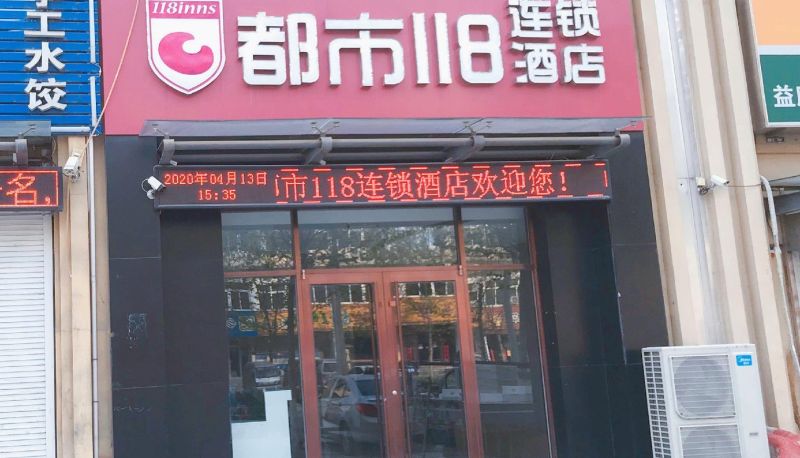 118inns
都市118
连锁
酒店
工水饺
益
2020年04月13日
15:35
市118连锁酒店欢迎您！
名，
Midea